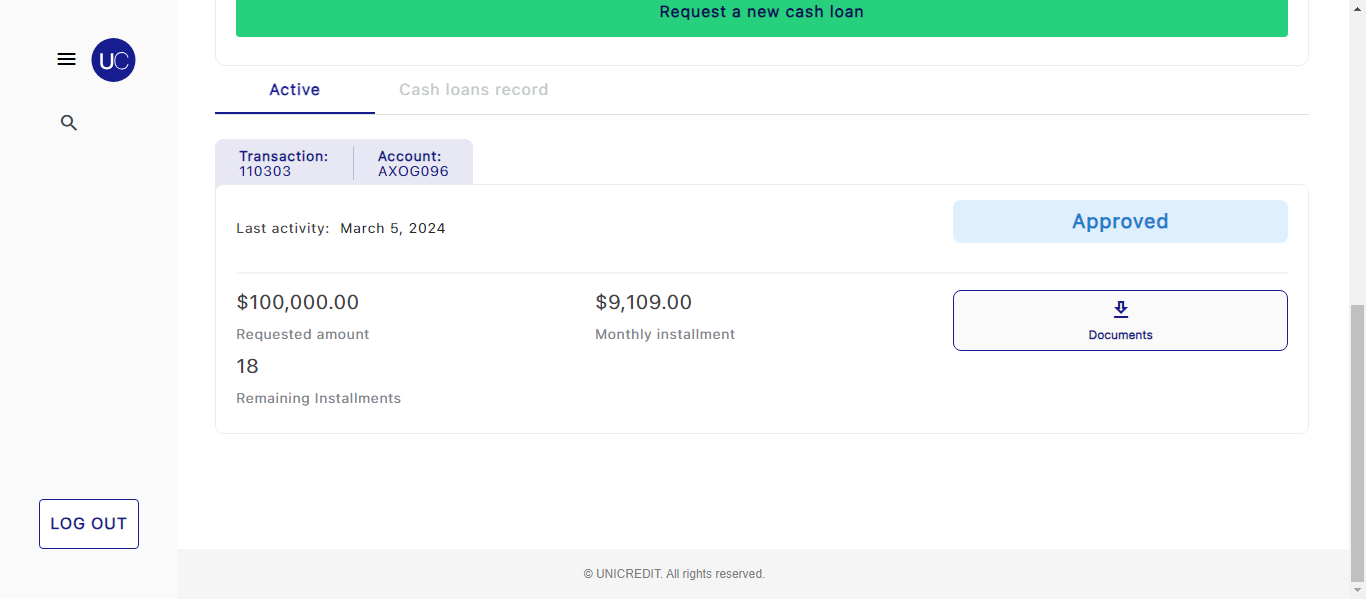 Request a new cash loan
UC
Active
Cash loans record
Transaction:
110303
Account:
AXOG096
Last activity: March 5, 2024
Approved
$100,000.00
Requested amount
$9,109.00
Monthly installment
Documents
18
Remaining Installments
LOG OUT
© UNICREDIT. All rights reserved.